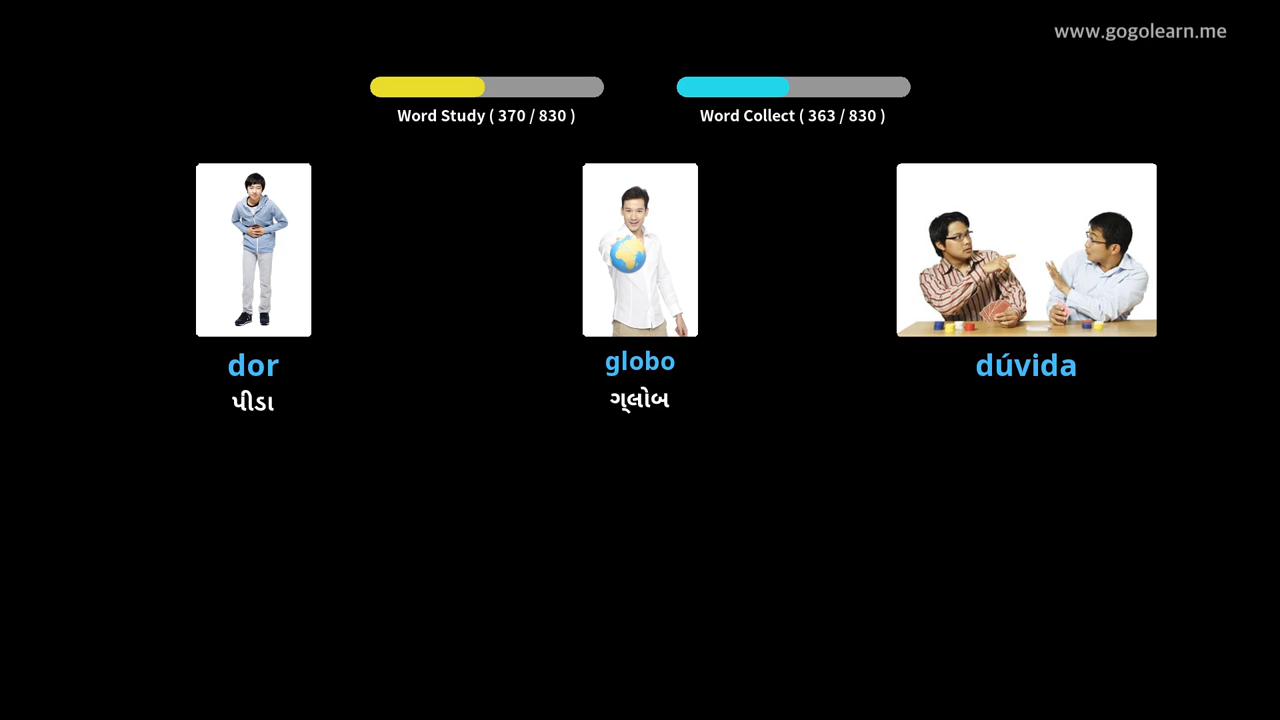 www.gogolearn.me
Word Study ( 370 / 830 )
Word Collect ( 363 / 830 )
dor
પીડા
globo
ગ્લોબ
dúvida